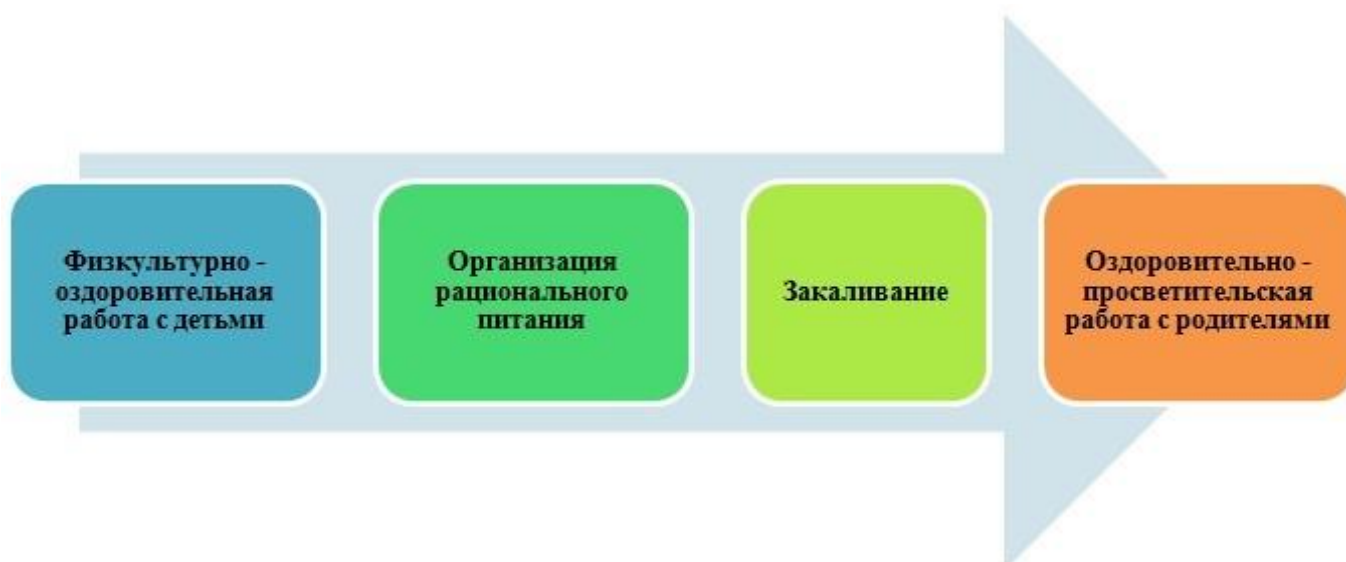 Физкультурно -
оздоровительная
работа с детьми
Организация
рационального
питания
Закаливание
Оздоровительно -
просветительская
работа с родителями